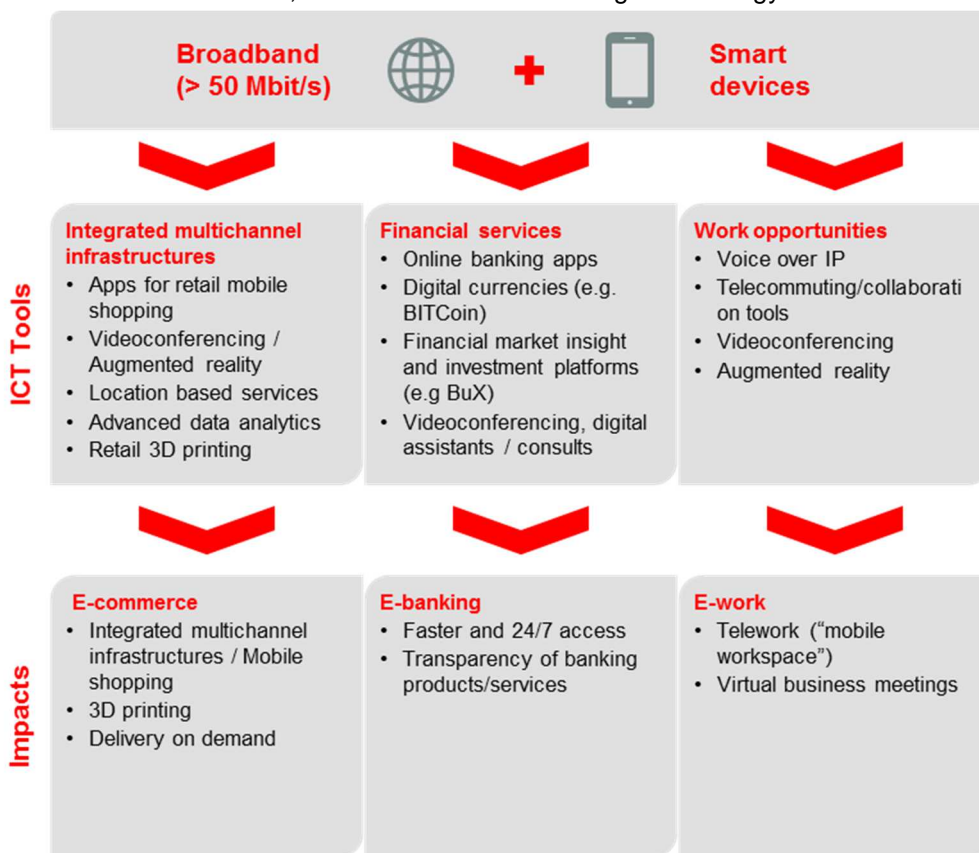 Broadband
(> 50 Mbit/s)
Smart
devices
ICT Tools
Integrated multichannel
infrastructures
• Apps for retail mobile
shopping
• Videoconferencing /
Augmented reality
• Location based services
• Advanced data analytics
• Retail 3D printing
Financial services
• Online banking apps
• Digital currencies (e.g.
BITCoin)
• Financial market insight
and investment platforms
(e.g BuX)
• Videoconferencing, digital
assistants / consults
Work opportunities
• Voice over IP
• Telecommuting/collaborati
on tools
• Videoconferencing
• Augmented reality
Impacts
E-commerce
• Integrated multichannel
infrastructures / Mobile
shopping
• 3D printing
• Delivery on demand
E-banking
• Faster and 24/7 access
• Transparency of banking
products/services
E-work
• Telework (“mobile
workspace”)
• Virtual business meetings